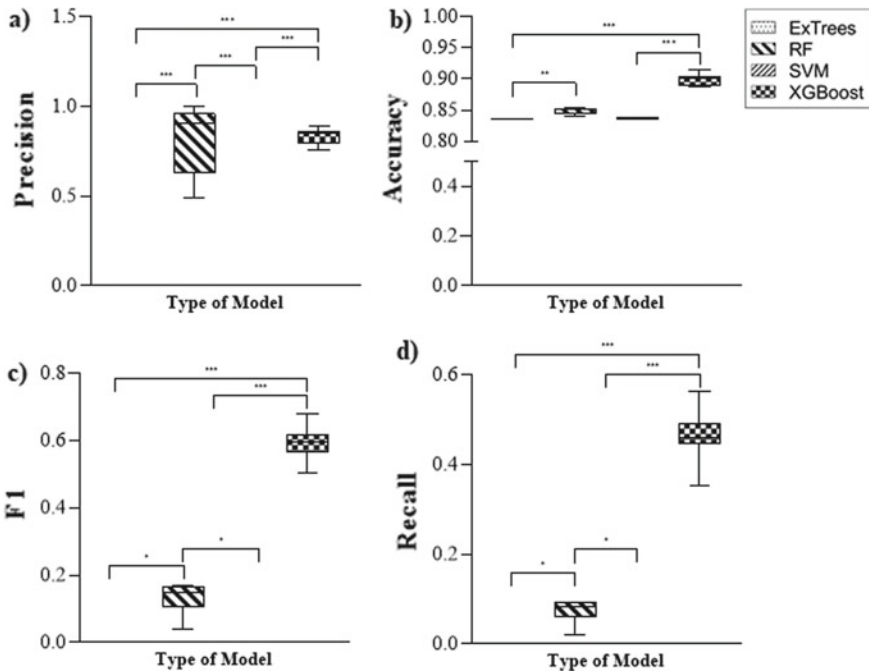 a)
1.5
1.0
0.5
0.0
Precision
Type of Model
***
***
***
***
b)
1.00
0.95
0.90
0.85
0.80
0.4
0.2
0.0
Accuracy
Type of Model
***
**
***
ExTrees
RF
SVM
XGBoost
c)
0.8
0.6
0.4
0.2
0.0
F1
Type of Model
***
***
*
*
d)
0.6
0.4
0.2
0.0
Recall
Type of Model
***
***
*
*